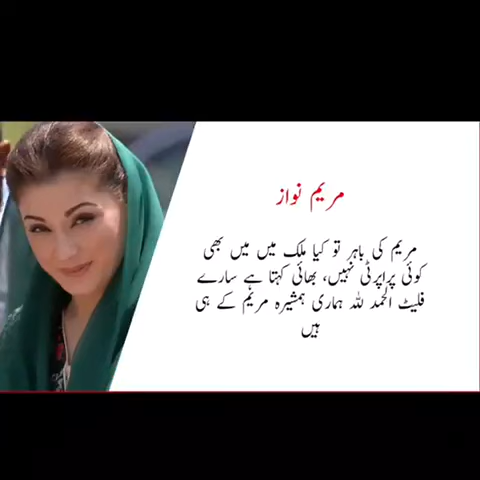 مریم نواز
مریم کی باہر تو کیا ملک میں میں بھی
کوئی پراپرٹی نہیں، بھائی کہتا ہے سارے
فلیٹ الحمد للہ ہماری ہمشیرہ مریم کے ہی
ہیں